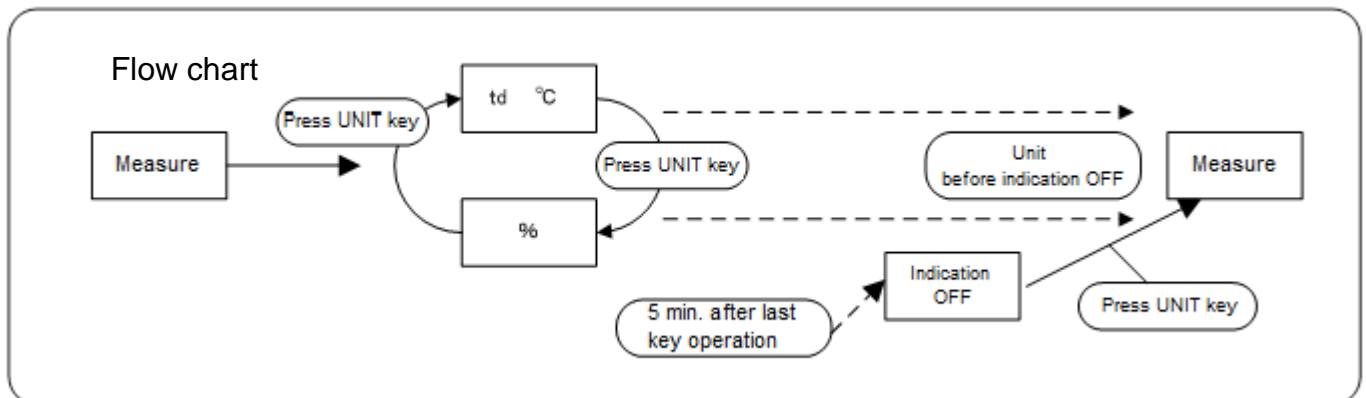 Flow chart
Measure
Press UNIT key
td ℃
Press UNIT key
%
Unit
before indication OFF
Measure
Indication
OFF
5 min. after last
key operation
Press UNIT key